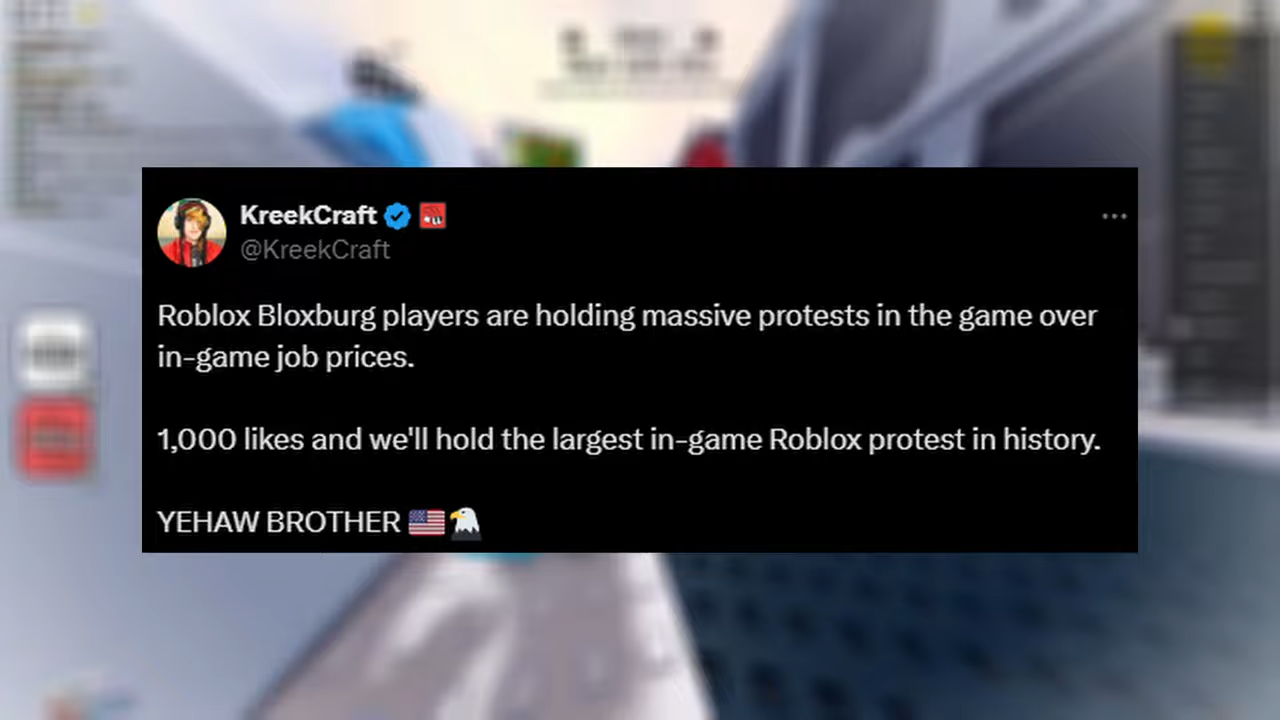 KreekCraft
@KreekCraft
Roblox Bloxburg players are holding massive protests in the game over
in-game job prices.
1,000 likes and we'll hold the largest in-game Roblox protest in history.
YEHAW BROTHER 🇺🇸🦅